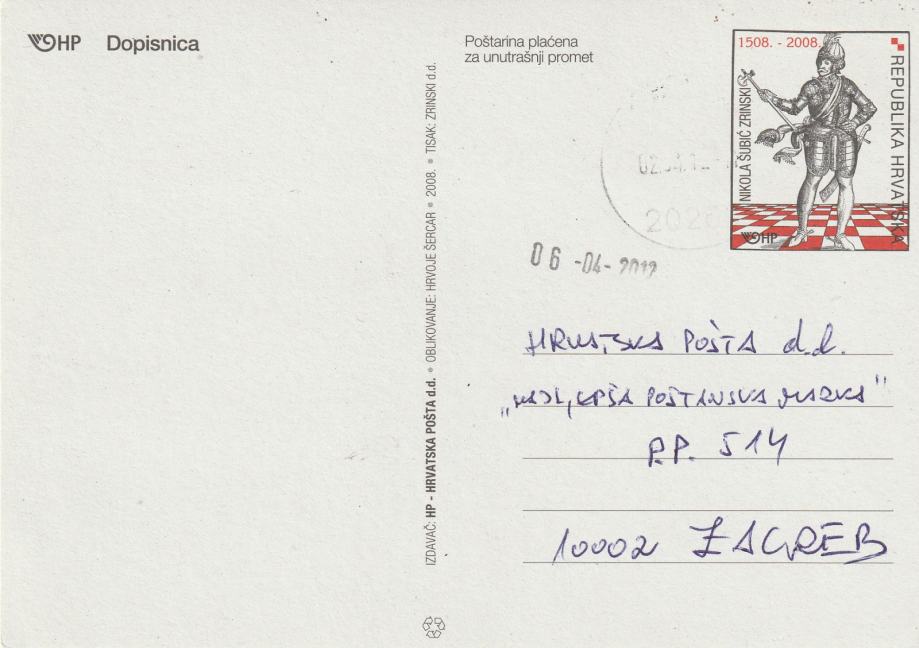 HP Dopisnica
Poštarina plaćena
za unutrašnji promet
1508. - 2008.
NIKOLA ŠUBIĆ ZRINSKI
REPUBLIKA HRVATSKA
HP
06 -04- 2012
IZDAVAČ: HP - HRVATSKA POŠTA d.d. • OBLIKOVANJE: HRVOJE ŠERCAR • 2008. • TISAK: ZRINSKI d.d.
HRVATSKA POŠTA d.d.
„NAJLJEPŠA POŠTANSKA MARKA"
P.P. 514
10002 ZAGREB